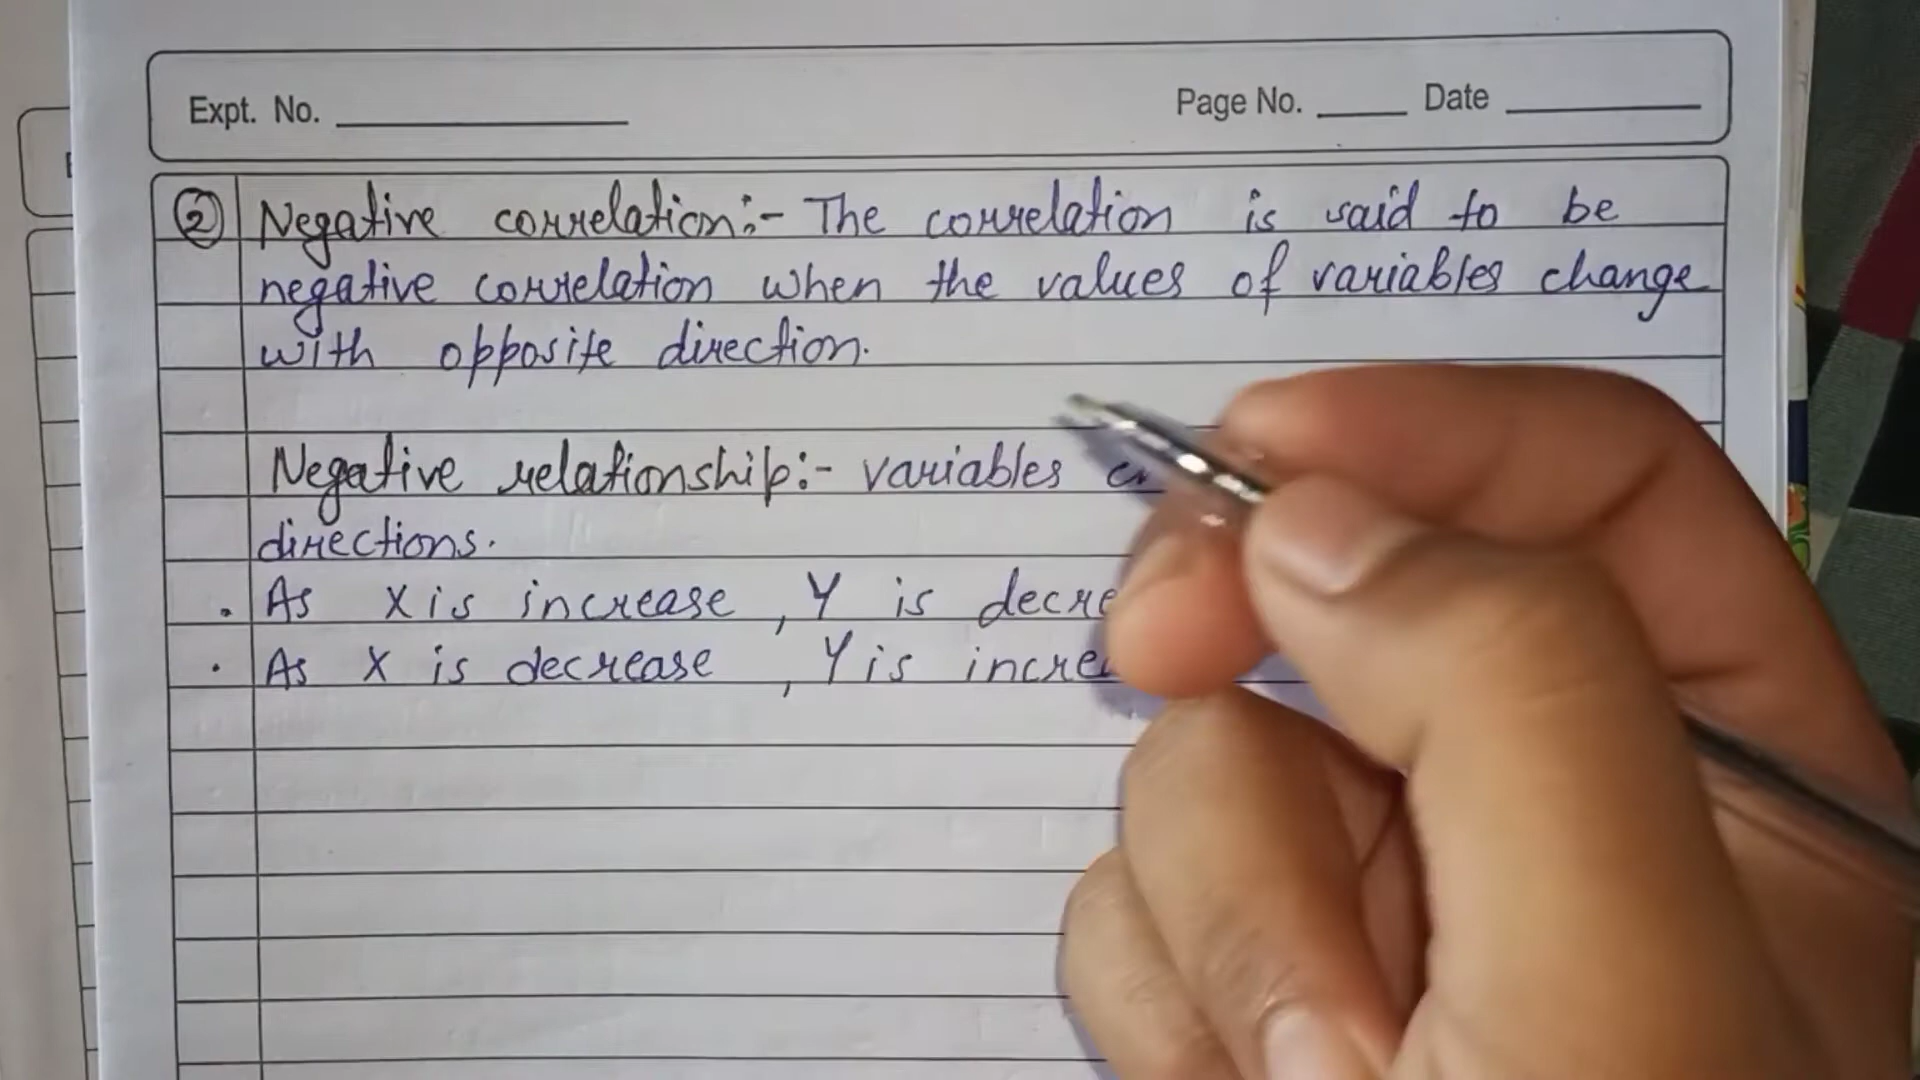 Expt. No. Page No. Date
② Negative correlation:- The correlation is said to be
negative correlation when the values of variables change
with opposite direction.
Negative relationship:- variables
directions.
. As X is increase, Y is
. As X is decrease, Y is